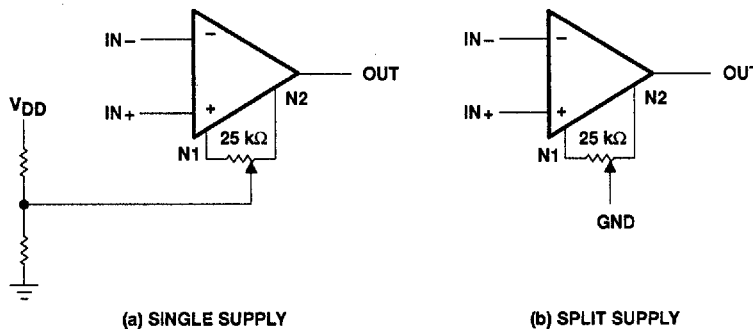 IN−
IN+
−
+
OUT
N2
N1
25 kΩ
VDD
(a) SINGLE SUPPLY
IN−
IN+
−
+
OUT
N2
N1
25 kΩ
GND
(b) SPLIT SUPPLY